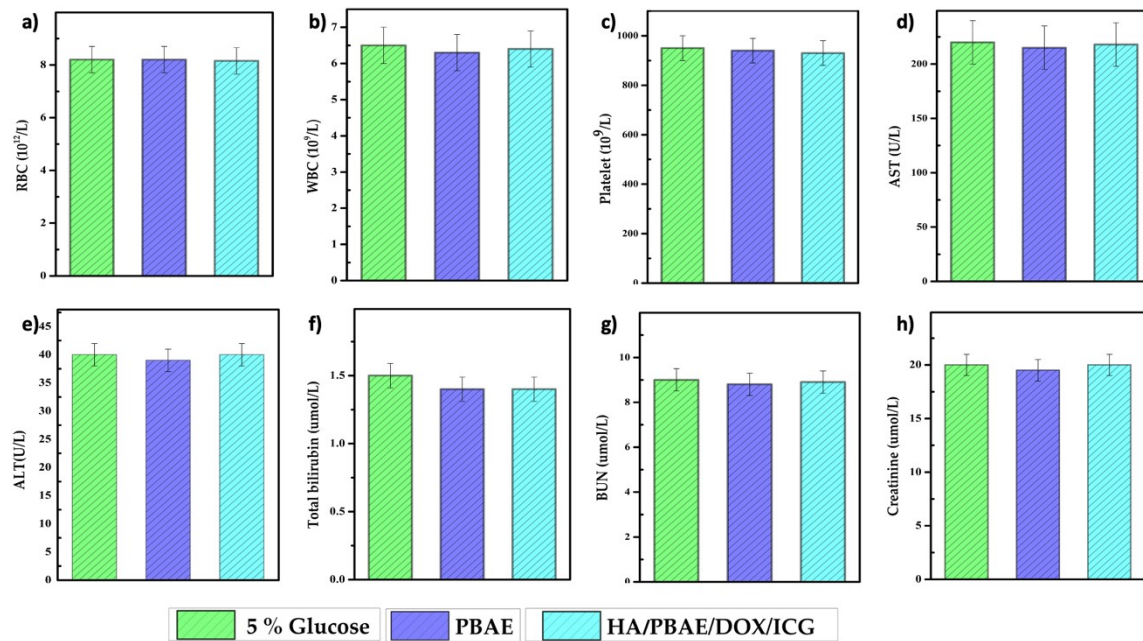 a)
RBC (10¹²/L)
8
6
4
2
0
b)
WBC (10⁹/L)
7
6
5
4
3
2
1
0
c)
Platelet (10⁹/L)
1000
800
600
400
200
0
d)
AST (U/L)
200
150
100
50
0
e)
ALT(U/L)
45
40
35
30
25
20
15
10
5
0
f)
Total bilirubin (umol/L)
1.5
1.0
0.5
0.0
g)
BUN (umol/L)
10
8
6
4
2
0
h)
Creatinine (umol/L)
20
15
10
5
0
5 % Glucose
PBAE
HA/PBAE/DOX/ICG